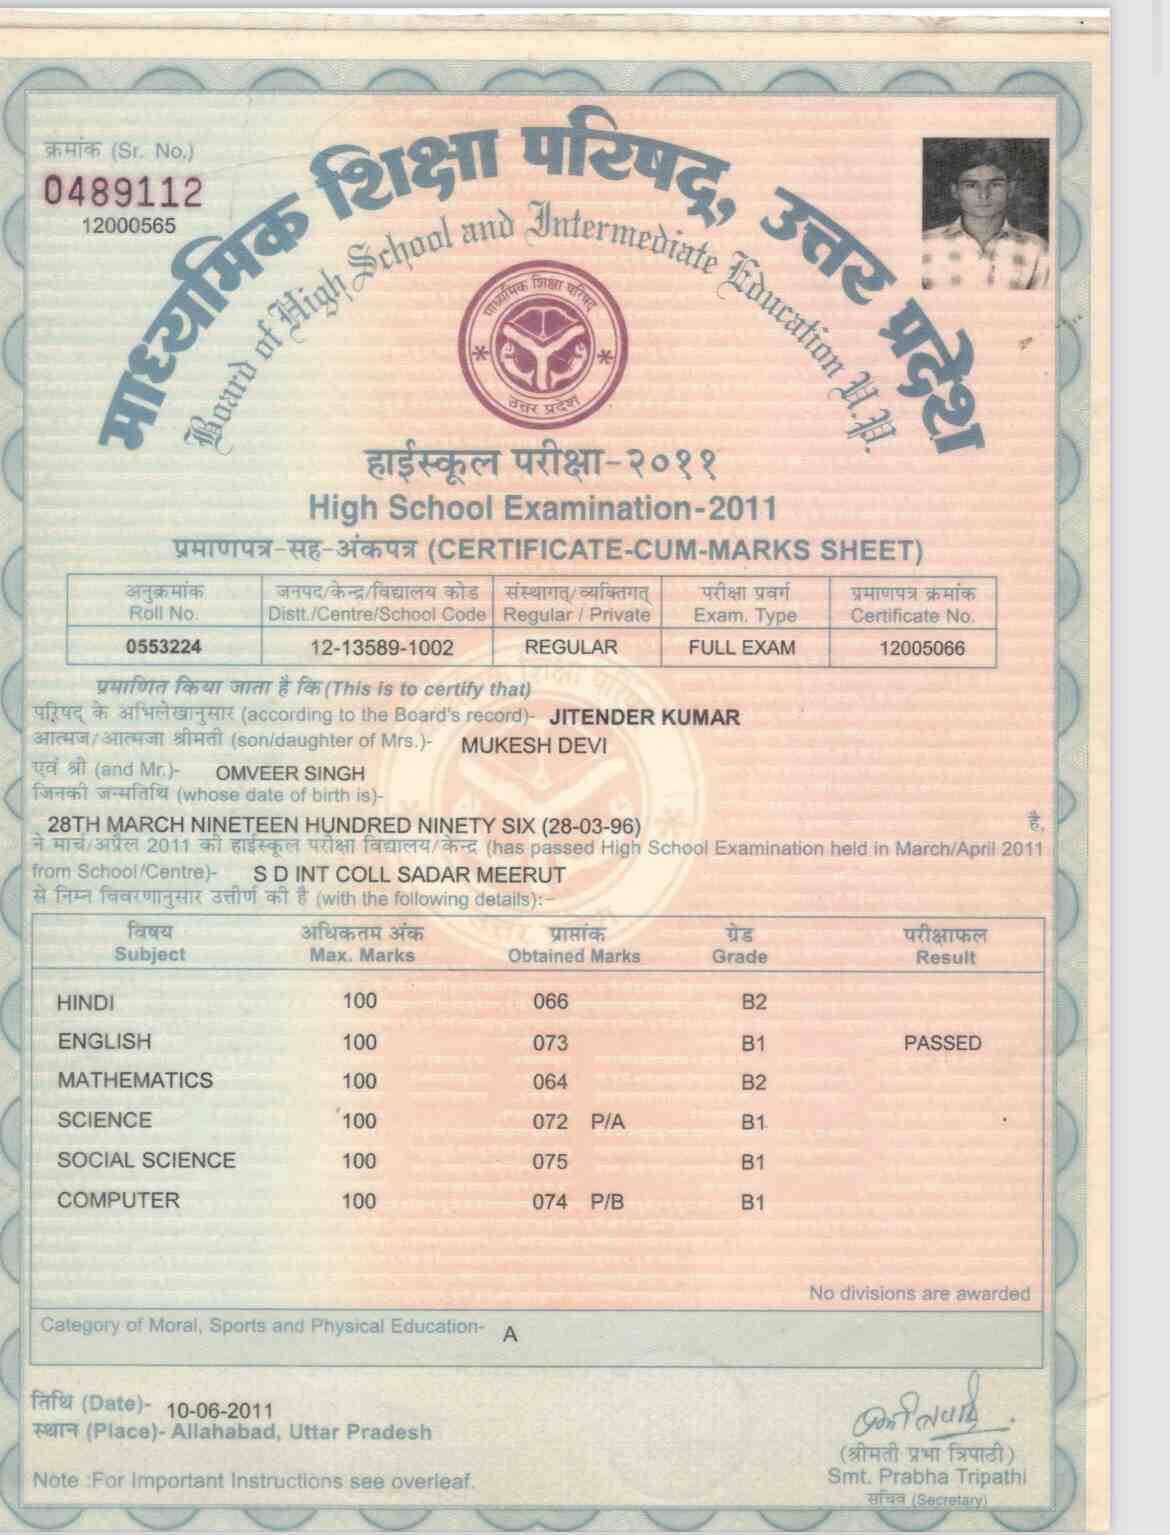 क्रमांक (Sr. No.)
0489112
12000565
माध्यमिक शिक्षा परिषद्, उत्तर प्रदेश
Board of High School and Intermediate Education U.P.
माध्यमिक शिक्षा परिषद
उत्तर प्रदेश
हाईस्कूल परीक्षा-२०११
High School Examination-2011
प्रमाणपत्र-सह-अंकपत्र (CERTIFICATE-CUM-MARKS SHEET)
अनुक्रमांक जनपद/केन्द्र/विद्यालय कोड संस्थागत्/व्यक्तिगत् परीक्षा प्रवर्ग प्रमाणपत्र क्रमांक
Roll No. Distt./Centre/School Code Regular / Private Exam. Type Certificate No.
0553224 12-13589-1002 REGULAR FULL EXAM 12005066
प्रमाणित किया जाता है कि (This is to certify that)
परिषद् के अभिलेखानुसार (according to the Board's record)- JITENDER KUMAR
आत्मज/आत्मजा श्रीमती (son/daughter of Mrs.)- MUKESH DEVI
एवं श्री (and Mr.)- OMVEER SINGH
जिनकी जन्मतिथि (whose date of birth is)-
28TH MARCH NINETEEN HUNDRED NINETY SIX (28-03-96) है,
ने मार्च/अप्रैल 2011 की हाईस्कूल परीक्षा विद्यालय/केन्द्र (has passed High School Examination held in March/April 2011
from School/Centre)- S D INT COLL SADAR MEERUT
से निम्न विवरणानुसार उत्तीर्ण की है (with the following details):-
विषय अधिकतम अंक प्राप्तांक ग्रेड परीक्षाफल
Subject Max. Marks Obtained Marks Grade Result
HINDI 100 066 B2
ENGLISH 100 073 B1 PASSED
MATHEMATICS 100 064 B2
SCIENCE 100 072 P/A B1
SOCIAL SCIENCE 100 075 B1
COMPUTER 100 074 P/B B1
No divisions are awarded
Category of Moral, Sports and Physical Education- A
तिथि (Date)- 10-06-2011
स्थान (Place)- Allahabad, Uttar Pradesh
(श्रीमती प्रभा त्रिपाठी)
Smt. Prabha Tripathi
सचिव (Secretary)
Note :For Important Instructions see overleaf.